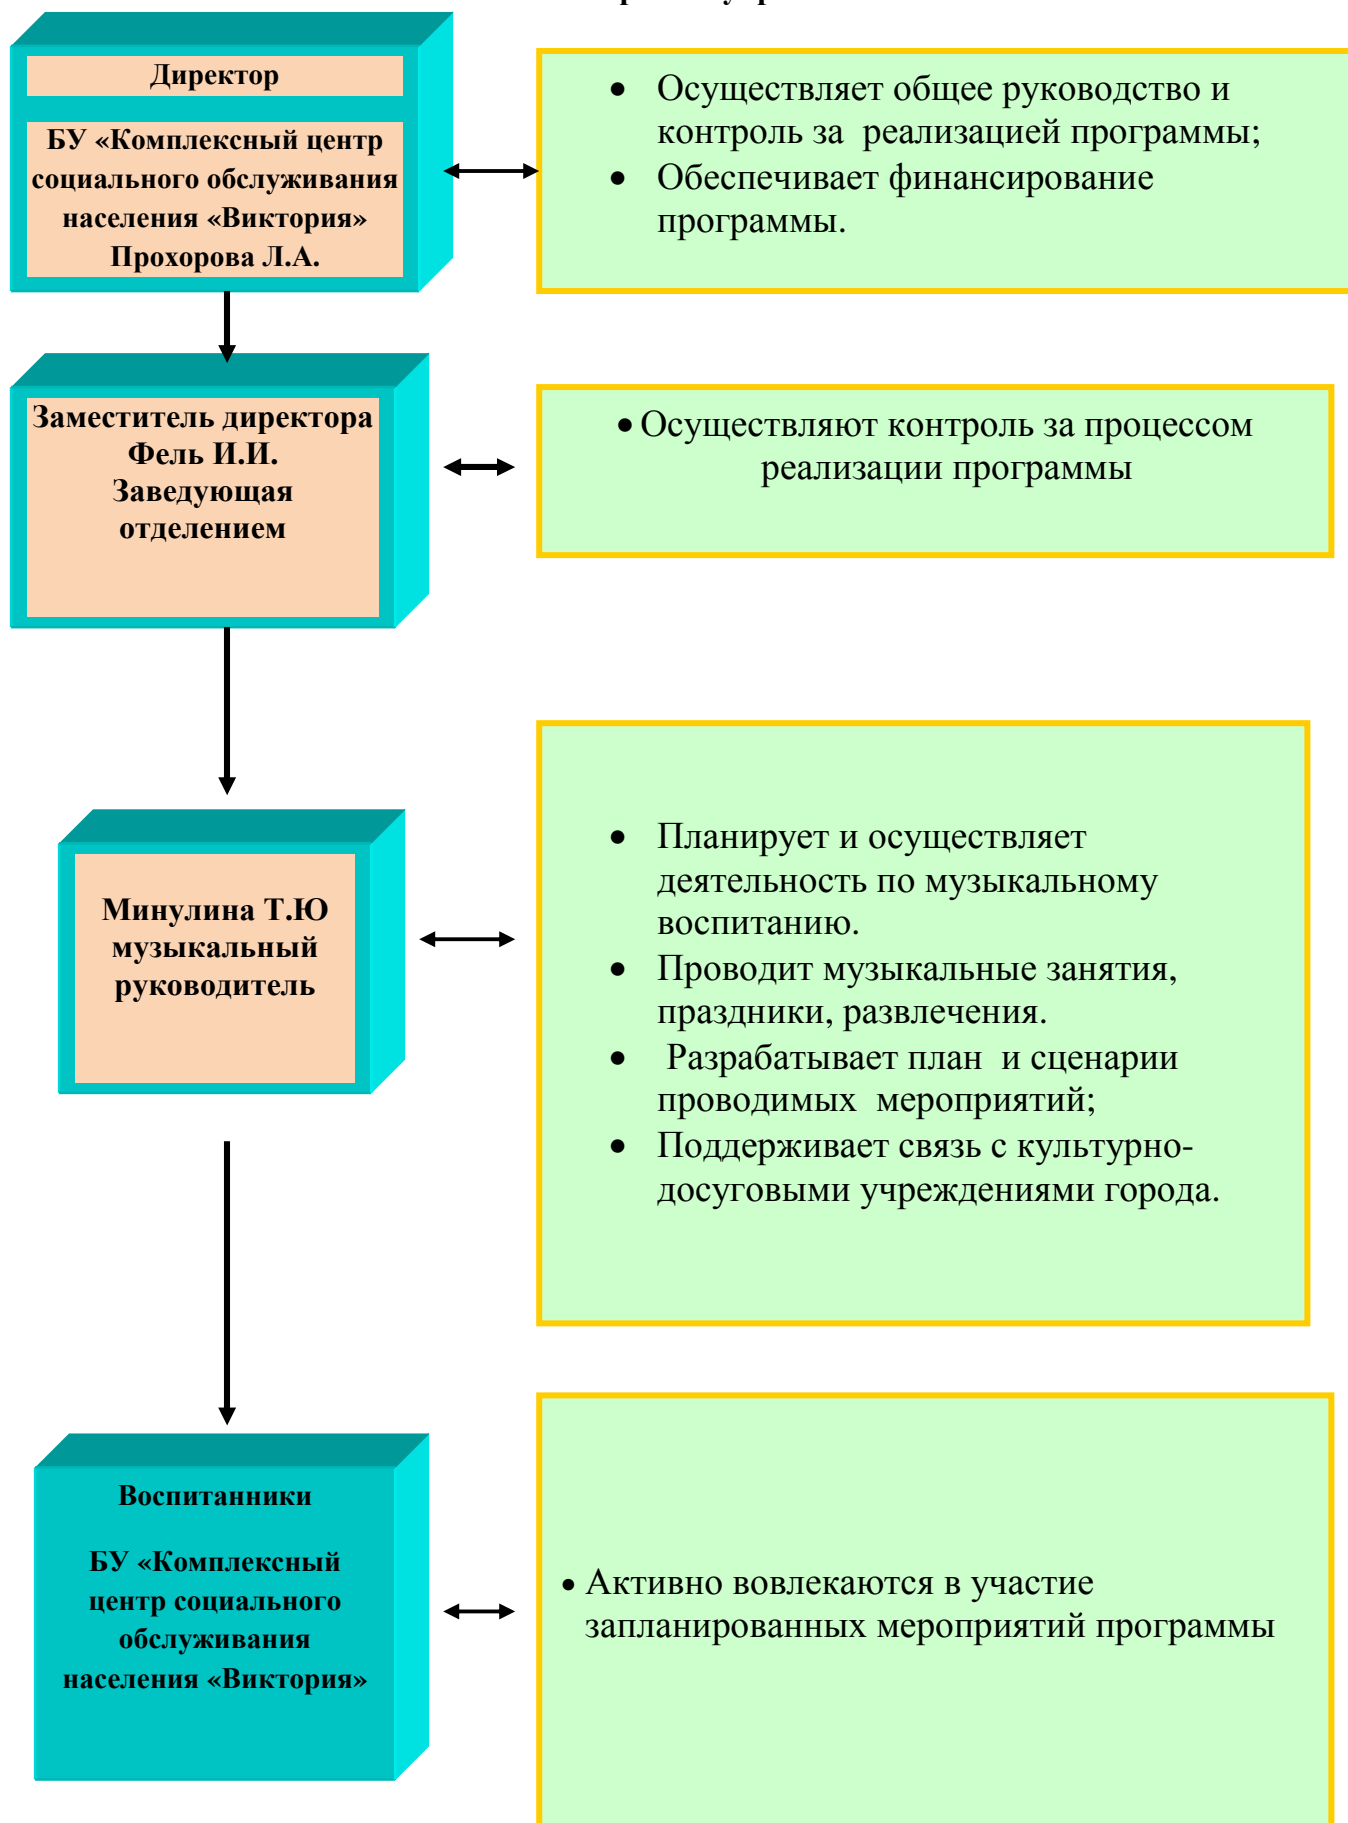 Директор
БУ «Комплексный центр
социального обслуживания
населения «Виктория»
Прохорова Л.А.
• Осуществляет общее руководство и
контроль за  реализацией программы;
• Обеспечивает финансирование
программы.
Заместитель директора
Фель И.И.
Заведующая
отделением
• Осуществляют контроль за процессом
реализации программы
Минулина Т.Ю
музыкальный
руководитель
• Планирует и осуществляет
деятельность по музыкальному
воспитанию.
• Проводит музыкальные занятия,
праздники, развлечения.
• Разрабатывает план  и сценарии
проводимых  мероприятий;
• Поддерживает связь с культурно-
досуговыми учреждениями города.
Воспитанники
БУ «Комплексный
центр социального
обслуживания
населения «Виктория»
• Активно вовлекаются в участие
запланированных мероприятий программы